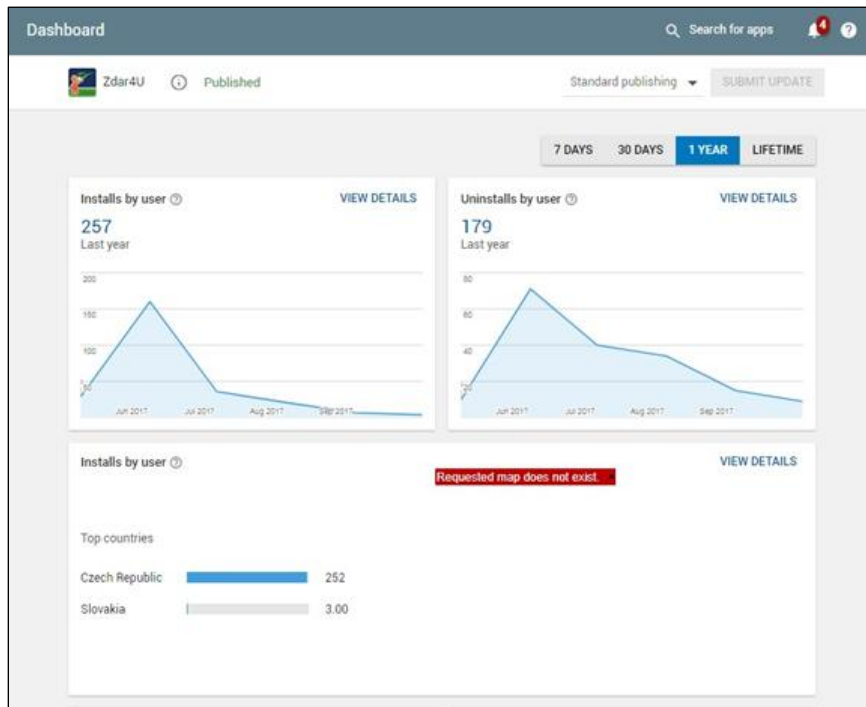 Dashboard
Search for apps
4
?
Zdar4U
Published
Standard publishing
SUBMIT UPDATE
7 DAYS 30 DAYS 1 YEAR LIFETIME
Installs by user
VIEW DETAILS
257
Last year
200
150
100
50
Jun 2017 Jul 2017 Aug 2017 Sep 2017
Uninstalls by user
VIEW DETAILS
179
Last year
80
60
40
20
Jun 2017 Jul 2017 Aug 2017 Sep 2017
Installs by user
VIEW DETAILS
Requested map does not exist.
Top countries
Czech Republic 252
Slovakia 3.00